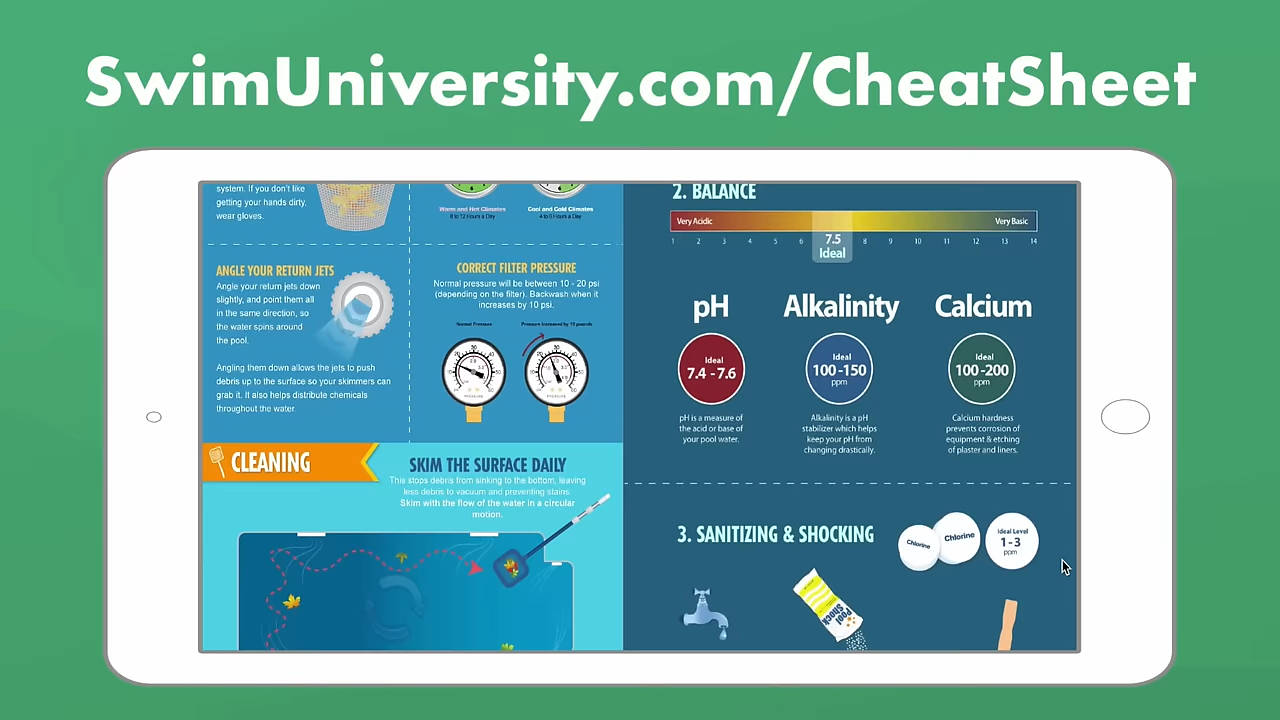 SwimUniversity.com/CheatSheet
system. If you don't like
getting your hands dirty,
wear gloves.
Warm and Hot Climates
8 to 12 Hours a Day
Cool and Cold Climates
4 to 6 Hours a Day
ANGLE YOUR RETURN JETS
Angle your return jets down
slightly, and point them all
in the same direction, so
the water spins around
the pool.
Angling them down allows the jets to push
debris up to the surface so your skimmers can
grab it. It also helps distribute chemicals
throughout the water.
CORRECT FILTER PRESSURE
Normal pressure will be between 10 - 20 psi
(depending on the filter). Backwash when it
increases by 10 psi.
Normal Pressure
Pressure Increased by 10 pounds
PRESSURE
PRESSURE
CLEANING
SKIM THE SURFACE DAILY
This stops debris from sinking to the bottom, leaving
less debris to vacuum and preventing stains.
Skim with the flow of the water in a circular
motion.
2. BALANCE
Very Acidic
Very Basic
1 2 3 4 5 6 8 9 10 11 12 13 14
7.5
Ideal
pH
Ideal
7.4 - 7.6
pH is a measure of
the acid or base of
your pool water.
Alkalinity
Ideal
100-150
ppm
Alkalinity is a pH
stabilizer which helps
keep your pH from
changing drastically.
Calcium
Ideal
100-200
ppm
Calcium hardness
prevents corrosion of
equipment & etching
of plaster and liners.
3. SANITIZING & SHOCKING
Chlorine
Chlorine
Ideal Level
1-3
ppm
Pool
Shock